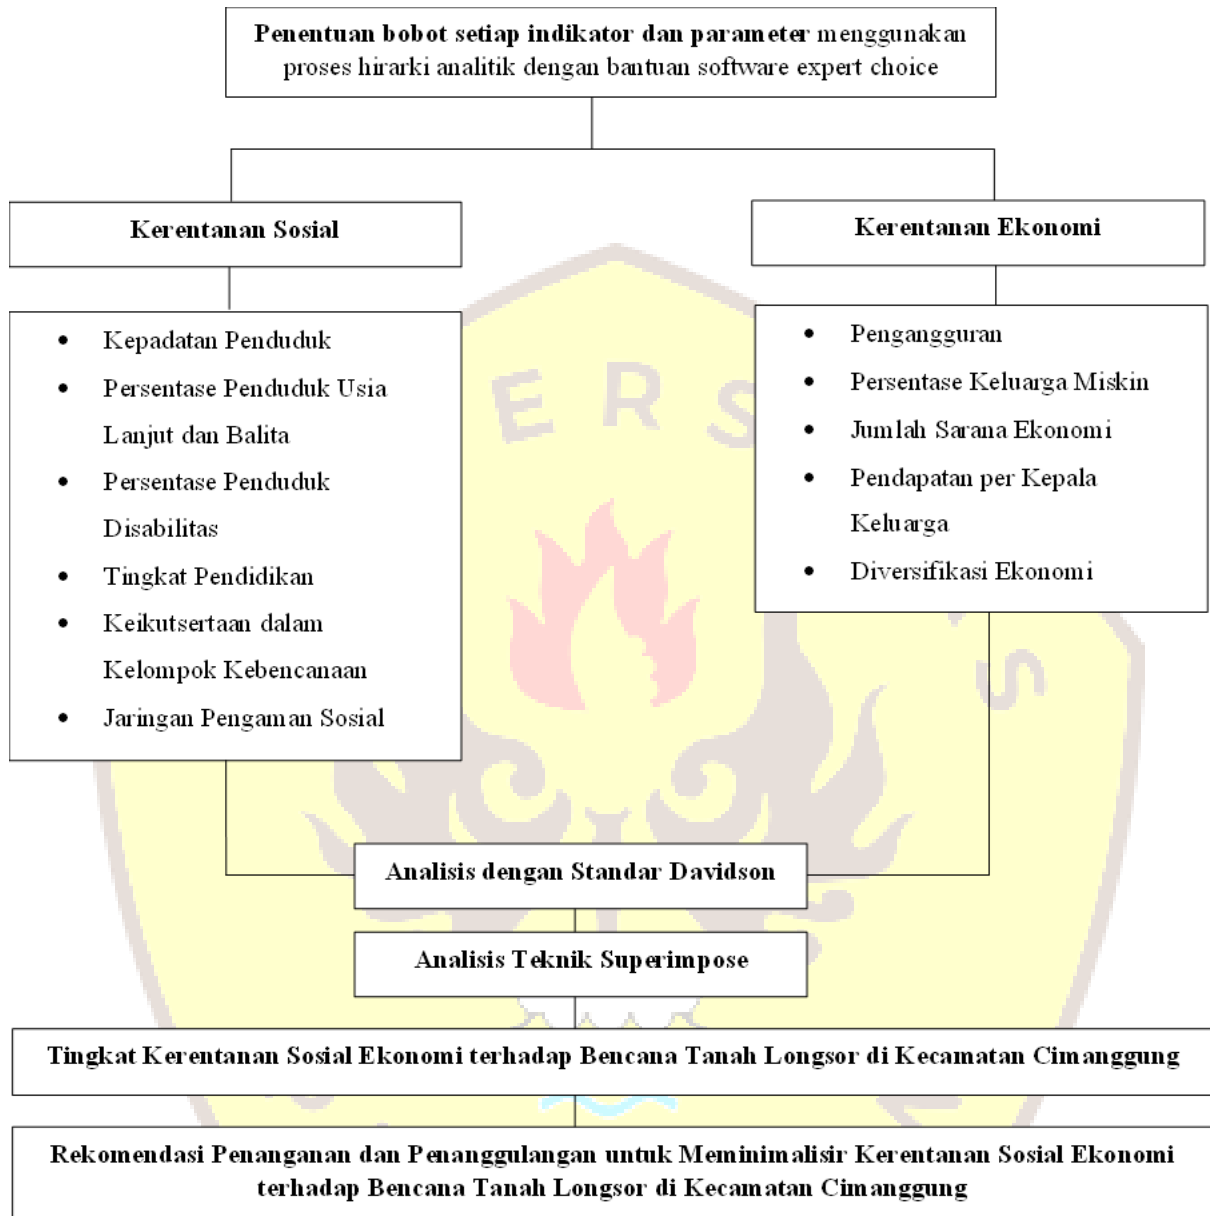 Penentuan bobot setiap indikator dan parameter menggunakan
proses hirarki analitik dengan bantuan software expert choice
Kerentanan Sosial
Kerentanan Ekonomi
• Kepadatan Penduduk
• Persentase Penduduk Usia
Lanjut dan Balita
• Persentase Penduduk
Disabilitas
• Tingkat Pendidikan
• Keikutsertaan dalam
Kelompok Kebencanaan
• Jaringan Pengaman Sosial
• Pengangguran
• Persentase Keluarga Miskin
• Jumlah Sarana Ekonomi
• Pendapatan per Kepala
Keluarga
• Diversifikasi Ekonomi
E R S
S
Analisis dengan Standar Davidson
Analisis Teknik Superimpose
Tingkat Kerentanan Sosial Ekonomi terhadap Bencana Tanah Longsor di Kecamatan Cimanggung
Rekomendasi Penanganan dan Penanggulangan untuk Meminimalisir Kerentanan Sosial Ekonomi
terhadap Bencana Tanah Longsor di Kecamatan Cimanggung